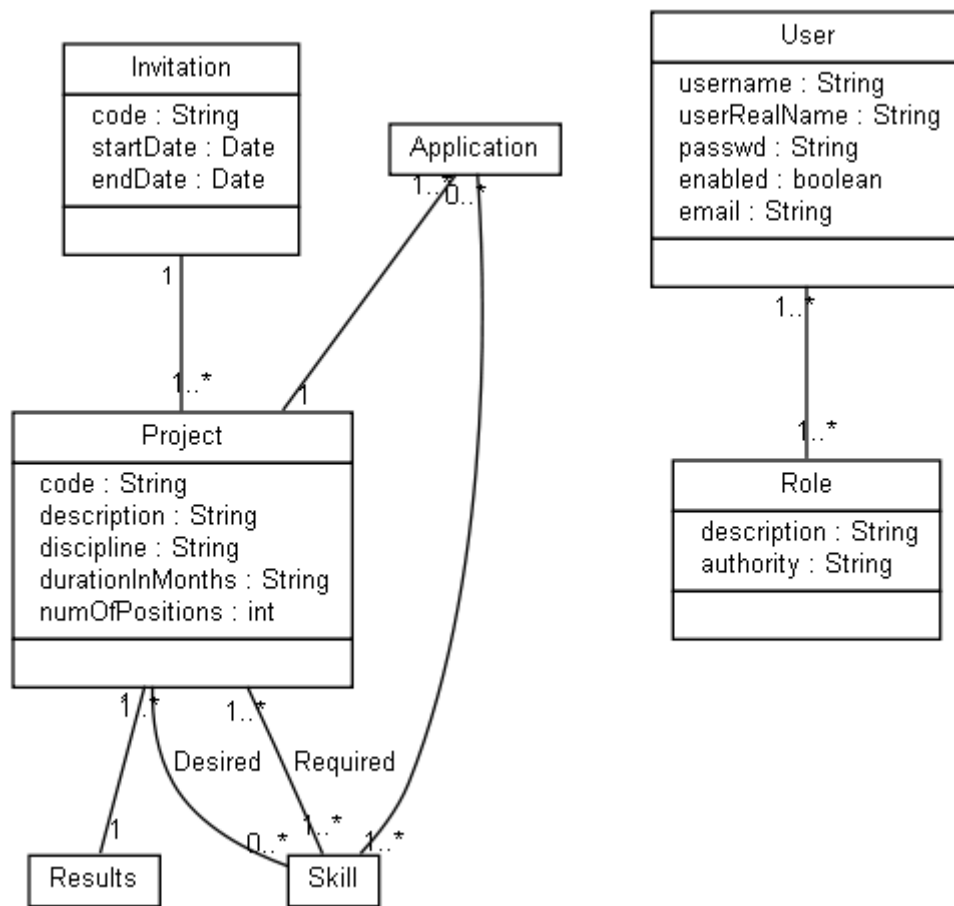 Invitation
code : String
startDate : Date
endDate : Date
1
1..*
Application
1..*
0..*
1
User
username : String
userRealName : String
passwd : String
enabled : boolean
email : String
1..*
1..*
Role
description : String
authority : String
Project
code : String
description : String
discipline : String
durationInMonths : String
numOfPositions : int
1..*
1..*
Desired
Required
1
0..*
1..*
1..*
Results
Skill